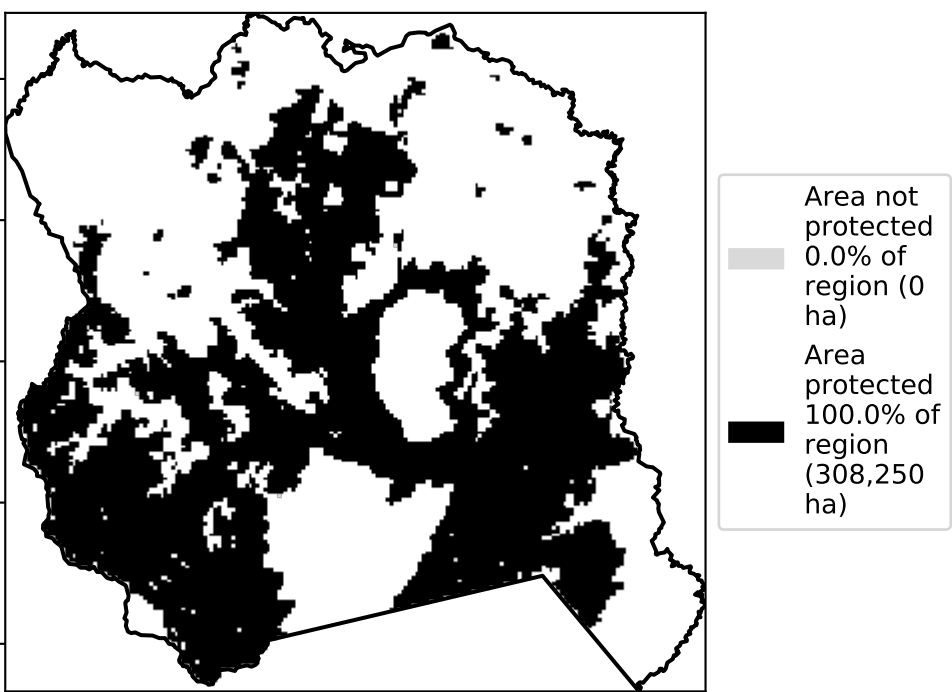 Area not
protected
0.0% of
region (0
ha)
Area
protected
100.0% of
region
(308,250
ha)